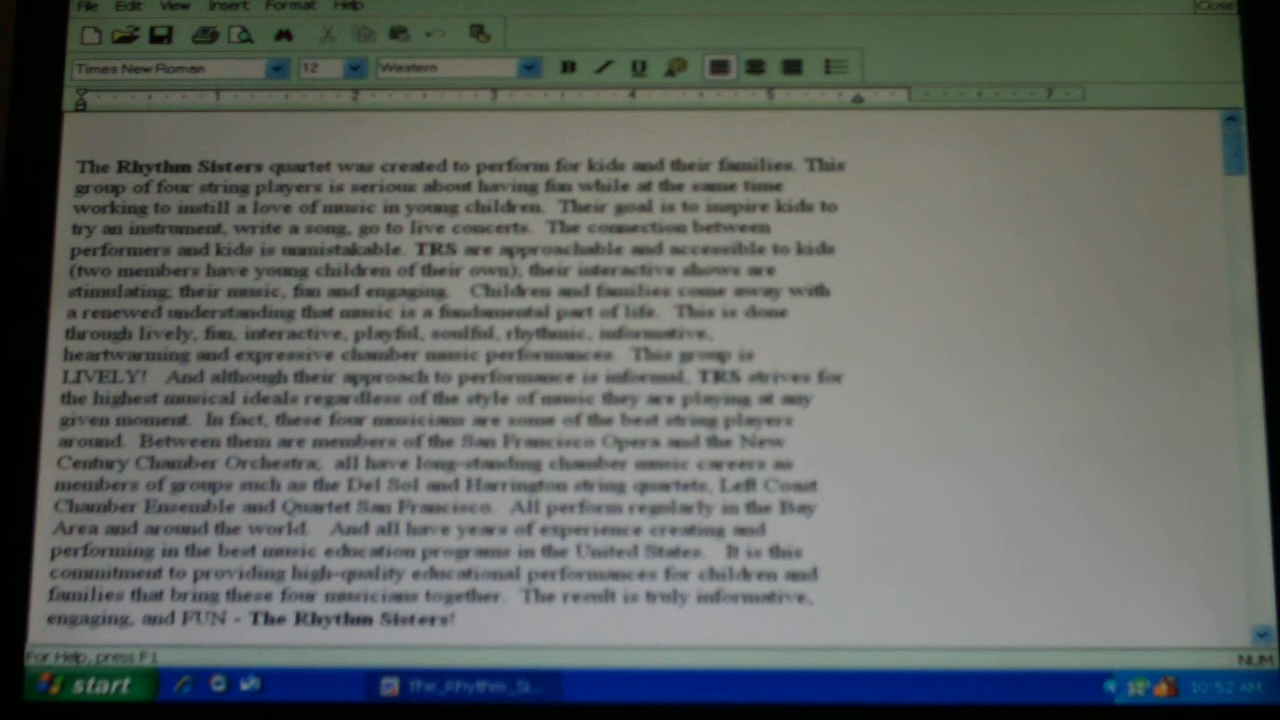 File Edit View Insert Format Help Close
Times New Roman 12 Western B U
1 2 3 4 5 7
The Rhythm Sisters quartet was created to perform for kids and their families. This
group of four string players is serious about having fun while at the same time
working to instill a love of music in young children. Their goal is to inspire kids to
try an instrument, write a song, go to live concerts. The connection between
performers and kids is unmistakable. TRS are approachable and accessible to kids
(two members have young children of their own); their interactive shows are
stimulating; their music, fun and engaging. Children and families come away with
a renewed understanding that music is a fundamental part of life. This is done
through lively, fun, interactive, playful, soulful, rhythmic, informative,
heartwarming and expressive chamber music performances. This group is
LIVELY! And although their approach to performance is informal, TRS strives for
the highest musical ideals regardless of the style of music they are playing at any
given moment. In fact, these four musicians are some of the best string players
around. Between them are members of the San Francisco Opera and the New
Century Chamber Orchestra; all have long-standing chamber music careers as
members of groups such as the Del Sol and Harrington string quartets, Left Coast
Chamber Ensemble and Quartet San Francisco. All perform regularly in the Bay
Area and around the world. And all have years of experience creating and
performing in the best music education programs in the United States. It is this
commitment to providing high-quality educational performances for children and
families that bring these four musicians together. The result is truly informative,
engaging, and FUN - The Rhythm Sisters!
For Help, press F1 NUM
start The_Rhythm_Si... 10:52 AM